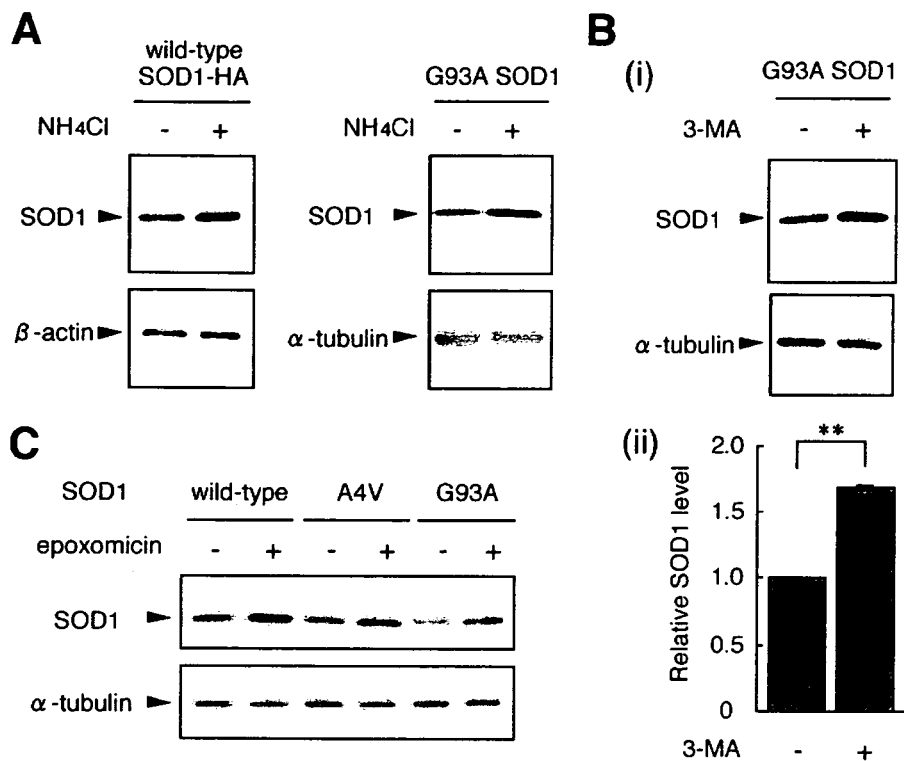 A
wild-type
SOD1-HA
G93A SOD1
NH4Cl - +
NH4Cl - +
SOD1
SOD1
β-actin
α-tubulin
B
(i)
G93A SOD1
3-MA - +
SOD1
α-tubulin
(ii)
**
2.0
1.5
1.0
0.5
0
Relative SOD1 level
3-MA - +
C
SOD1 wild-type A4V G93A
epoxomicin - + - + - +
SOD1
α-tubulin